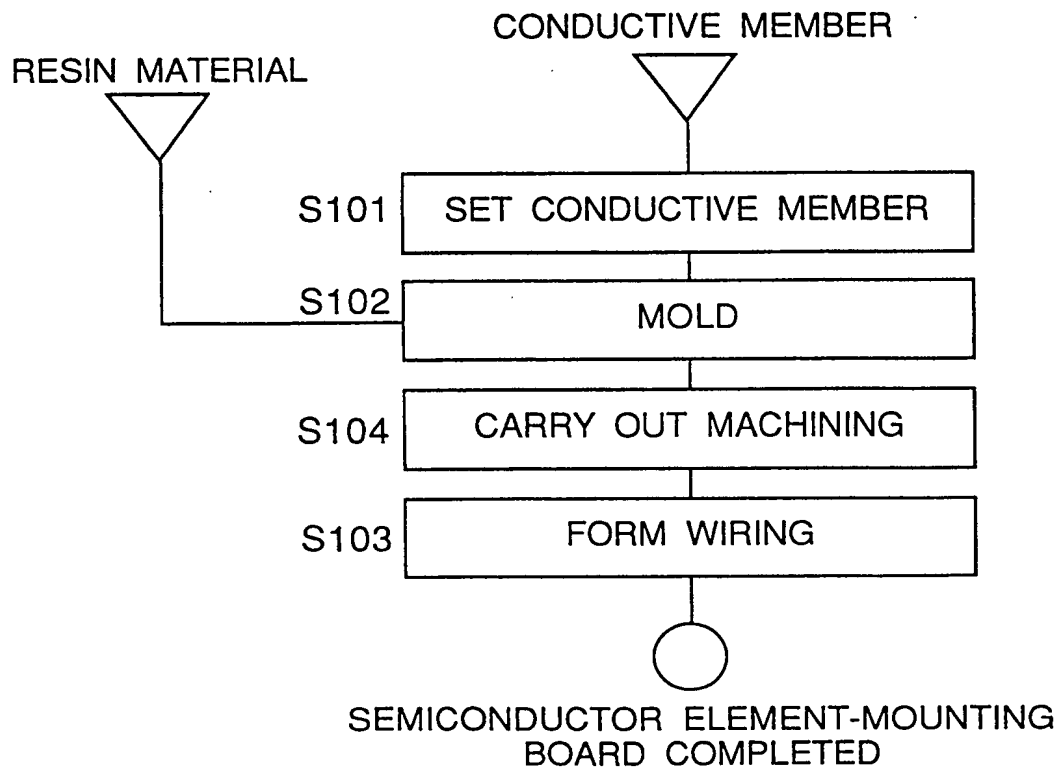 CONDUCTIVE MEMBER
RESIN MATERIAL
S101 SET CONDUCTIVE MEMBER
S102 MOLD
S104 CARRY OUT MACHINING
S103 FORM WIRING
SEMICONDUCTOR ELEMENT-MOUNTING
BOARD COMPLETED